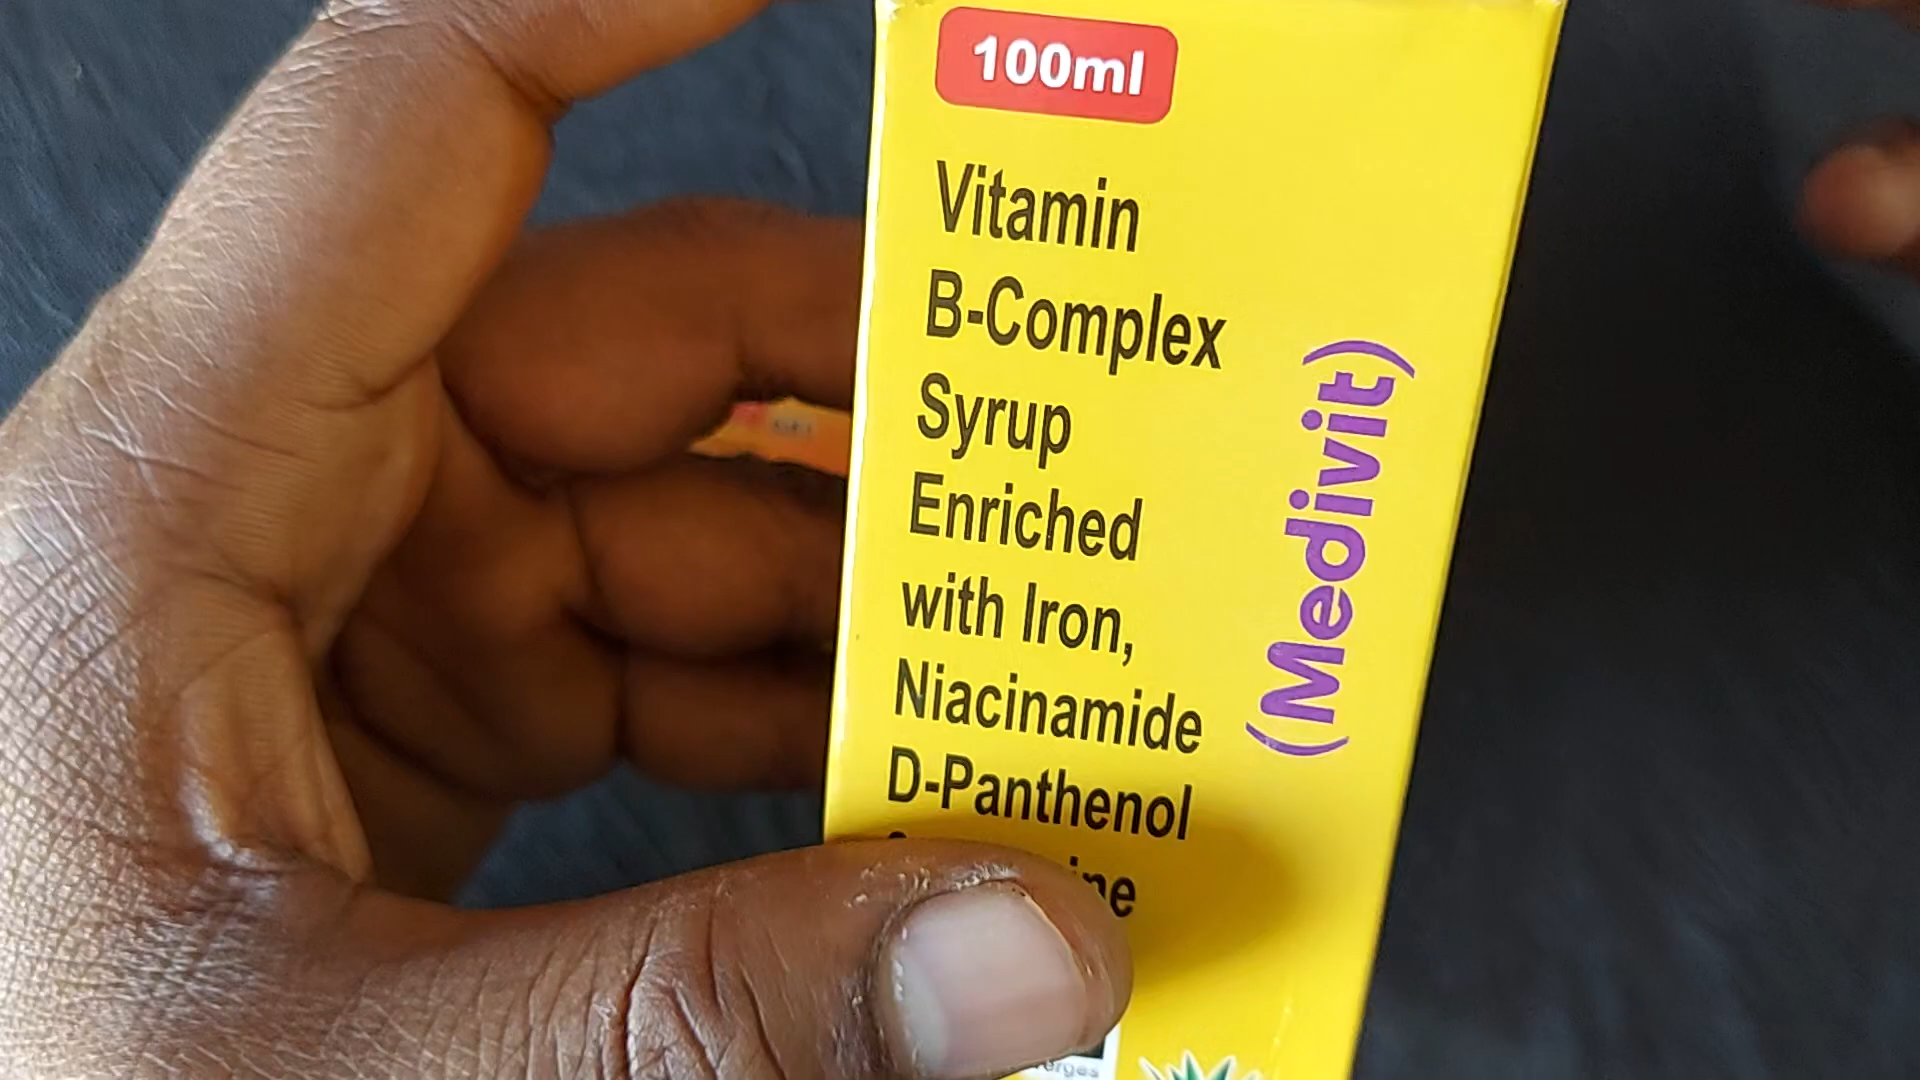 100ml
Vitamin
B-Complex
Syrup
Enriched
with Iron,
Niacinamide
D-Panthenol
(Medivit)